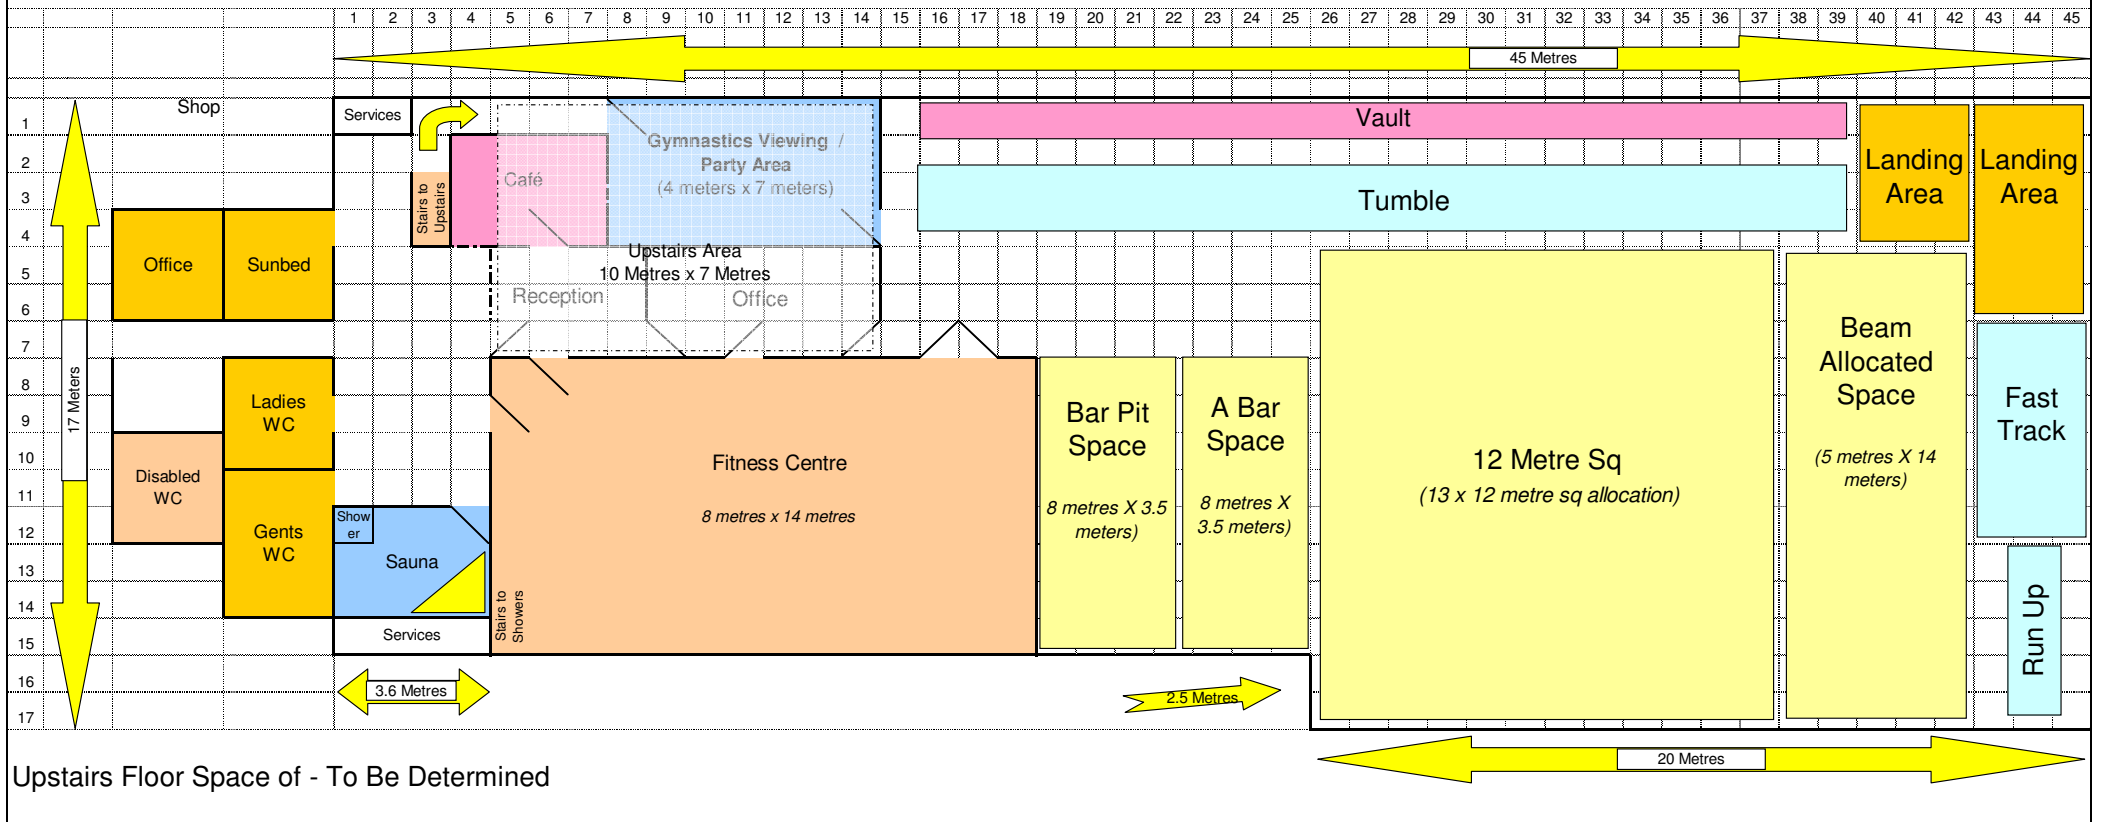 1 2 3 4 5 6 7 8 9 10 11 12 13 14 15 16 17 18 19 20 21 22 23 24 25 26 27 28 29 30 31 32 33 34 35 36 37 38 39 40 41 42 43 44 45
45 Metres
17 Meters
1
2
3
4
5
6
7
8
9
10
11
12
13
14
15
16
17
Shop
Services
Stairs to
Upstairs
Café
Gymnastics Viewing /
Party Area
(4 meters x 7 meters)
Upstairs Area
10 Metres x 7 Metres
Reception
Office
Office
Sunbed
Ladies
WC
Disabled
WC
Gents
WC
Show
er
Sauna
Services
Stairs to
Showers
3.6 Metres
Fitness Centre
8 metres x 14 metres
Vault
Tumble
Landing
Area
Landing
Area
Bar Pit
Space
8 metres X 3.5
meters)
A Bar
Space
8 metres X
3.5 meters)
12 Metre Sq
(13 x 12 metre sq allocation)
Beam
Allocated
Space
(5 metres X 14
meters)
Fast
Track
Run Up
2.5 Metres
20 Metres
Upstairs Floor Space of - To Be Determined